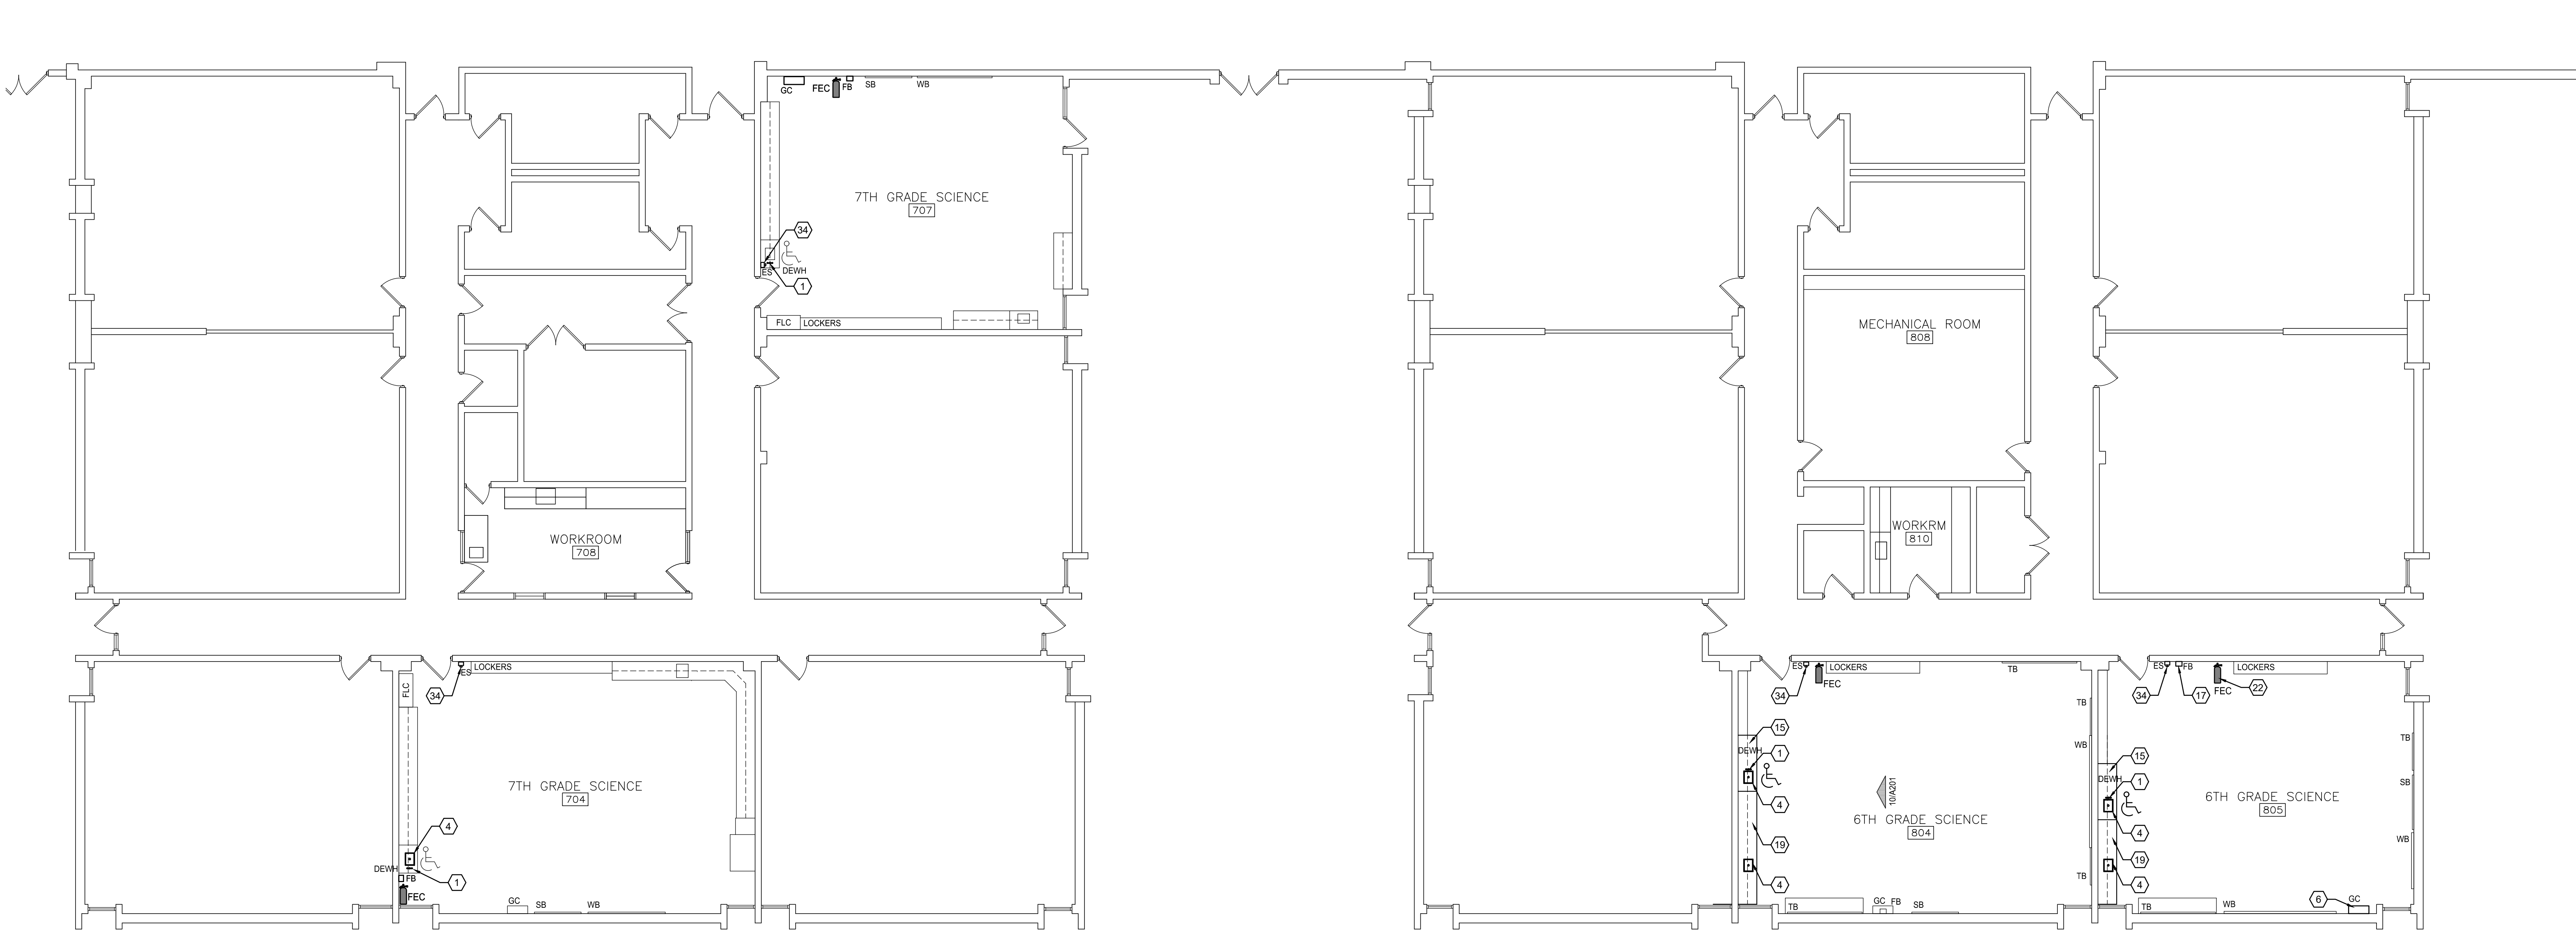 GC
FEC
FB
SB
WB
7TH GRADE SCIENCE
707
34
ES
DEWH
1
FLC
LOCKERS
WORKROOM
708
MECHANICAL ROOM
808
WORKRM
810
LOCKERS
ES
34
FLC
7TH GRADE SCIENCE
704
4
DEWH
1
FB
FEC
GC
SB
WB
ES
LOCKERS
TB
FEC
34
TB
15
DEWH
WB
1
4
10/A201
6TH GRADE SCIENCE
804
19
4
TB
TB
GC
FB
SB
ES
FB
LOCKERS
34
17
FEC
22
TB
15
DEWH
1
SB
6TH GRADE SCIENCE
805
4
WB
19
4
TB
WB
6
GC